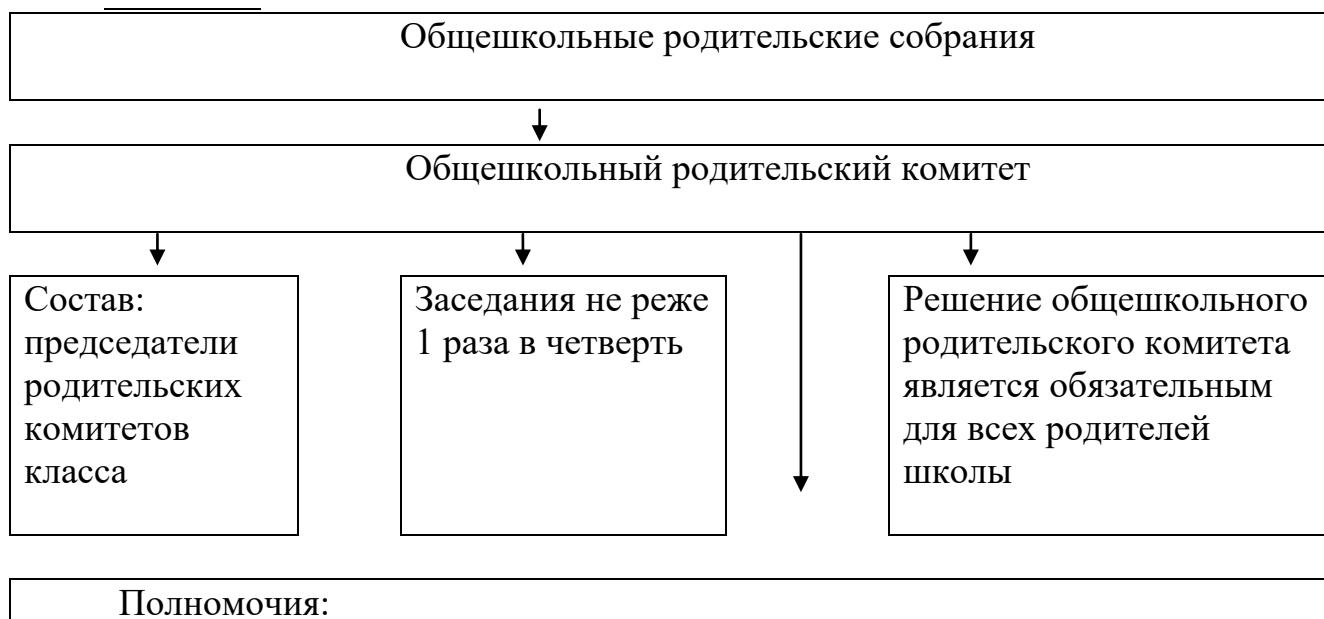 Общешкольные родительские собрания
Общешкольный родительский комитет
Состав:
председатели
родительских
комитетов
класса
Заседания не реже
1 раза в четверть
Решение общешкольного
родительского комитета
является обязательным
для всех родителей
школы
Полномочия: